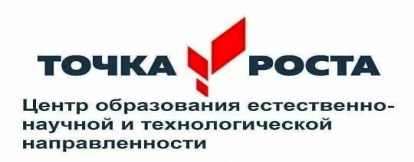 ТОЧКА РОСТА
Центр образования естественно-
научной и технологической
направленности